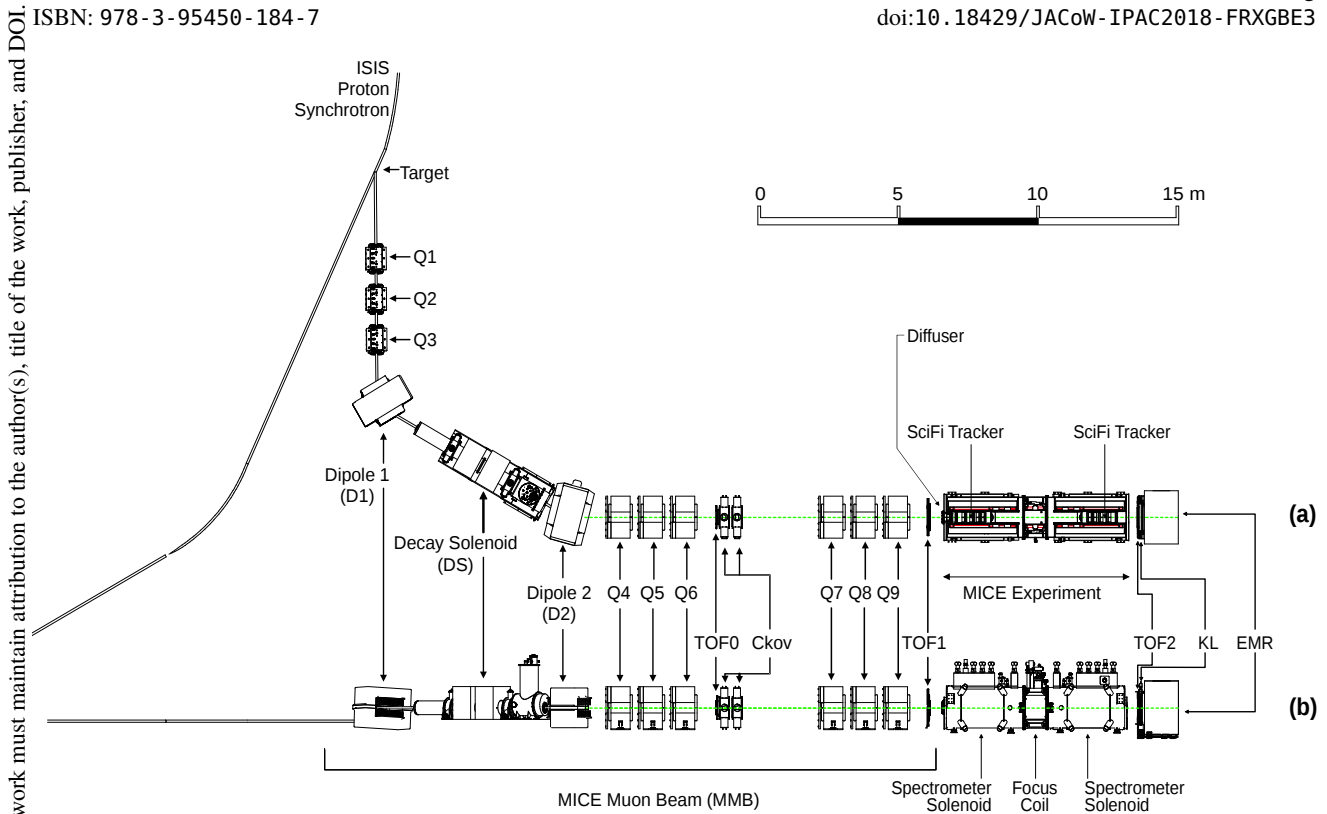 ISBN: 978-3-95450-184-7
doi:10.18429/JACoW-IPAC2018-FRXGBE3
work must maintain attribution to the author(s), title of the work, publisher, and DOI.
ISIS
Proton
Synchrotron
Target
0 5 10 15 m
Q1
Q2
Q3
Diffuser
SciFi Tracker SciFi Tracker
Dipole 1
(D1)
Decay Solenoid
(DS)
(a)
Dipole 2
(D2)
Q4 Q5 Q6 Q7 Q8 Q9
MICE Experiment
TOF0 Ckov TOF1 TOF2 KL EMR
(b)
MICE Muon Beam (MMB)
Spectrometer
Solenoid
Focus
Coil
Spectrometer
Solenoid